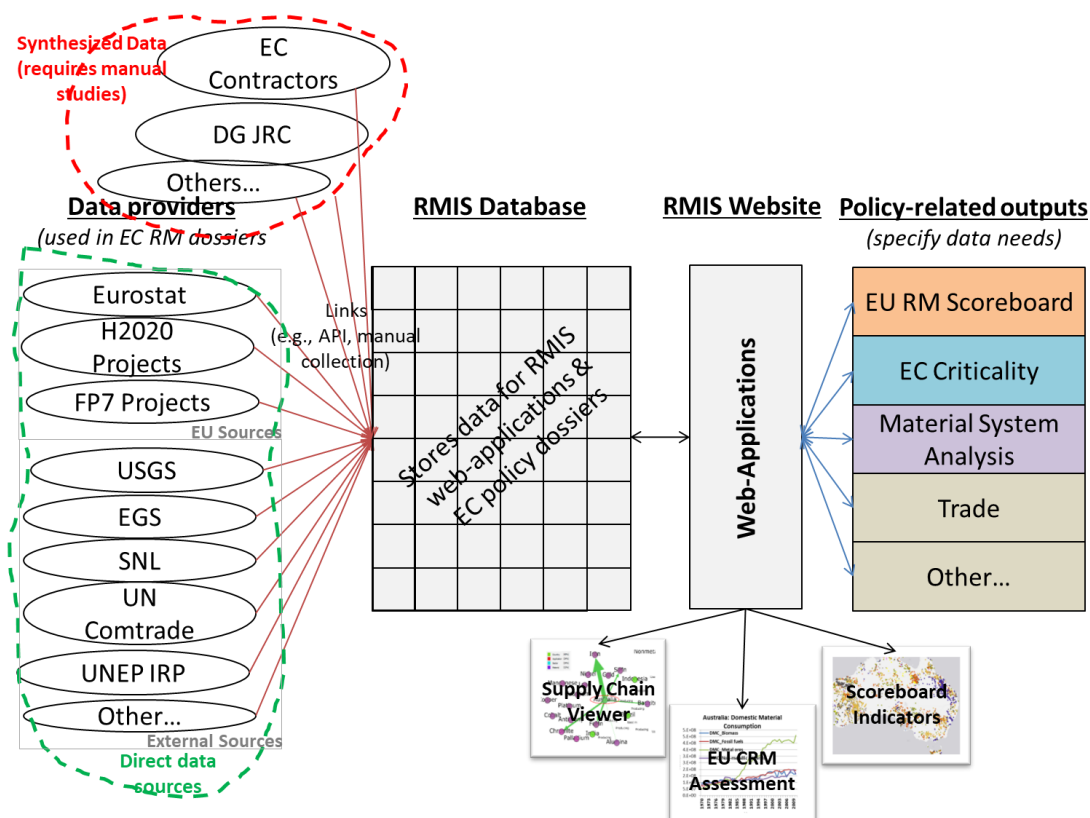 Synthesized Data
(requires manual
studies)
EC
Contractors
DG JRC
Others…
Data providers
(used in EC RM dossiers
RMIS Database
RMIS Website
Policy-related outputs
(specify data needs)
Eurostat
H2020
Projects
FP7 Projects
EU Sources
USGS
EGS
SNL
UN
Comtrade
UNEP IRP
Other…
External Sources
Direct data
sources
Links
(e.g., API, manual
collection)
Stores data for RMIS
web-applications &
EC policy dossiers
Web-Applications
EU RM Scoreboard
EC Criticality
Material System
Analysis
Trade
Other…
Supply Chain
Viewer
Australia: Domestic Material
Consumption
DMC_Biomass
DMC_Fossil fuels
EU CRM
Assessment
Scoreboard
Indicators